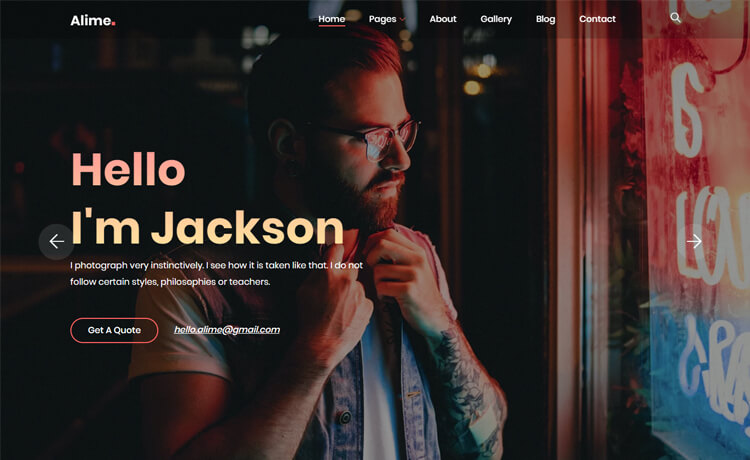 Alime.
Home Pages About Gallery Blog Contact
Hello
I'm Jackson
I photograph very instinctively. I see how it is taken like that. I do not
follow certain styles, philosophies or teachers.
Get A Quote hello.alime@gmail.com